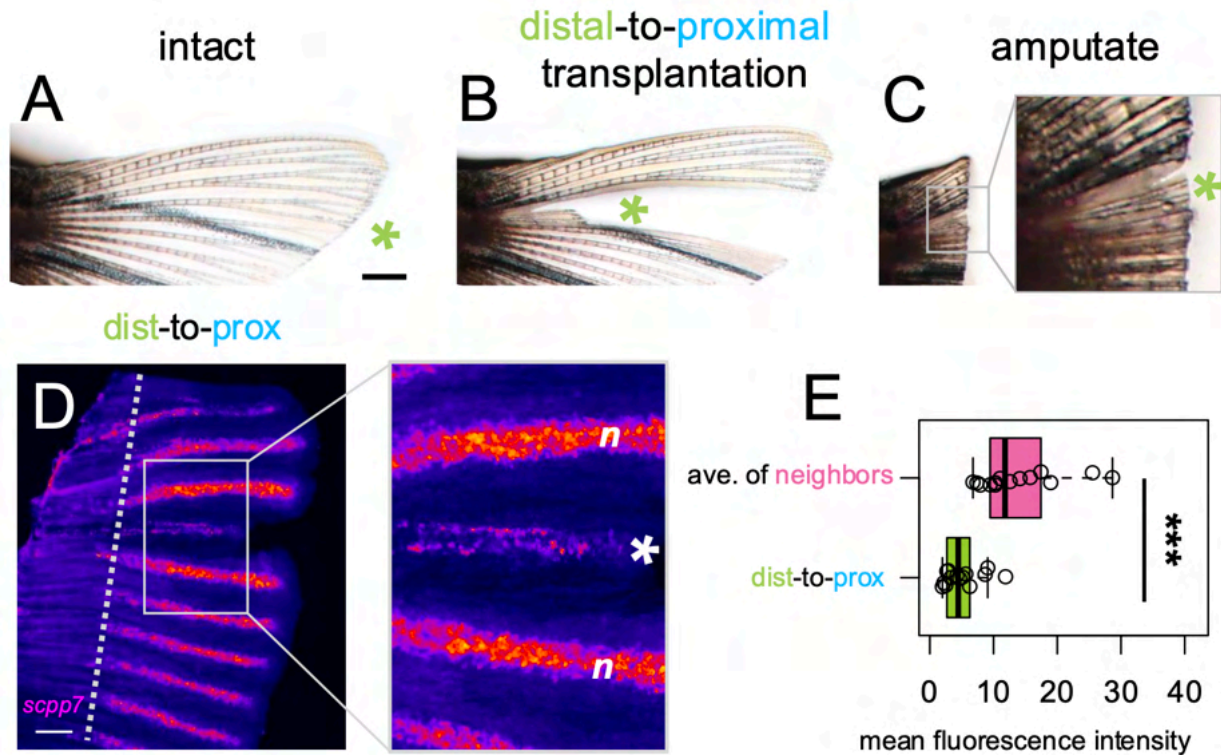 intact
distal-to-proximal
transplantation
amputate
A
B
C
*
*
*
dist-to-prox
D
scpp7
n
*
n
E
ave. of neighbors
dist-to-prox
***
0 10 20 30 40
mean fluorescence intensity